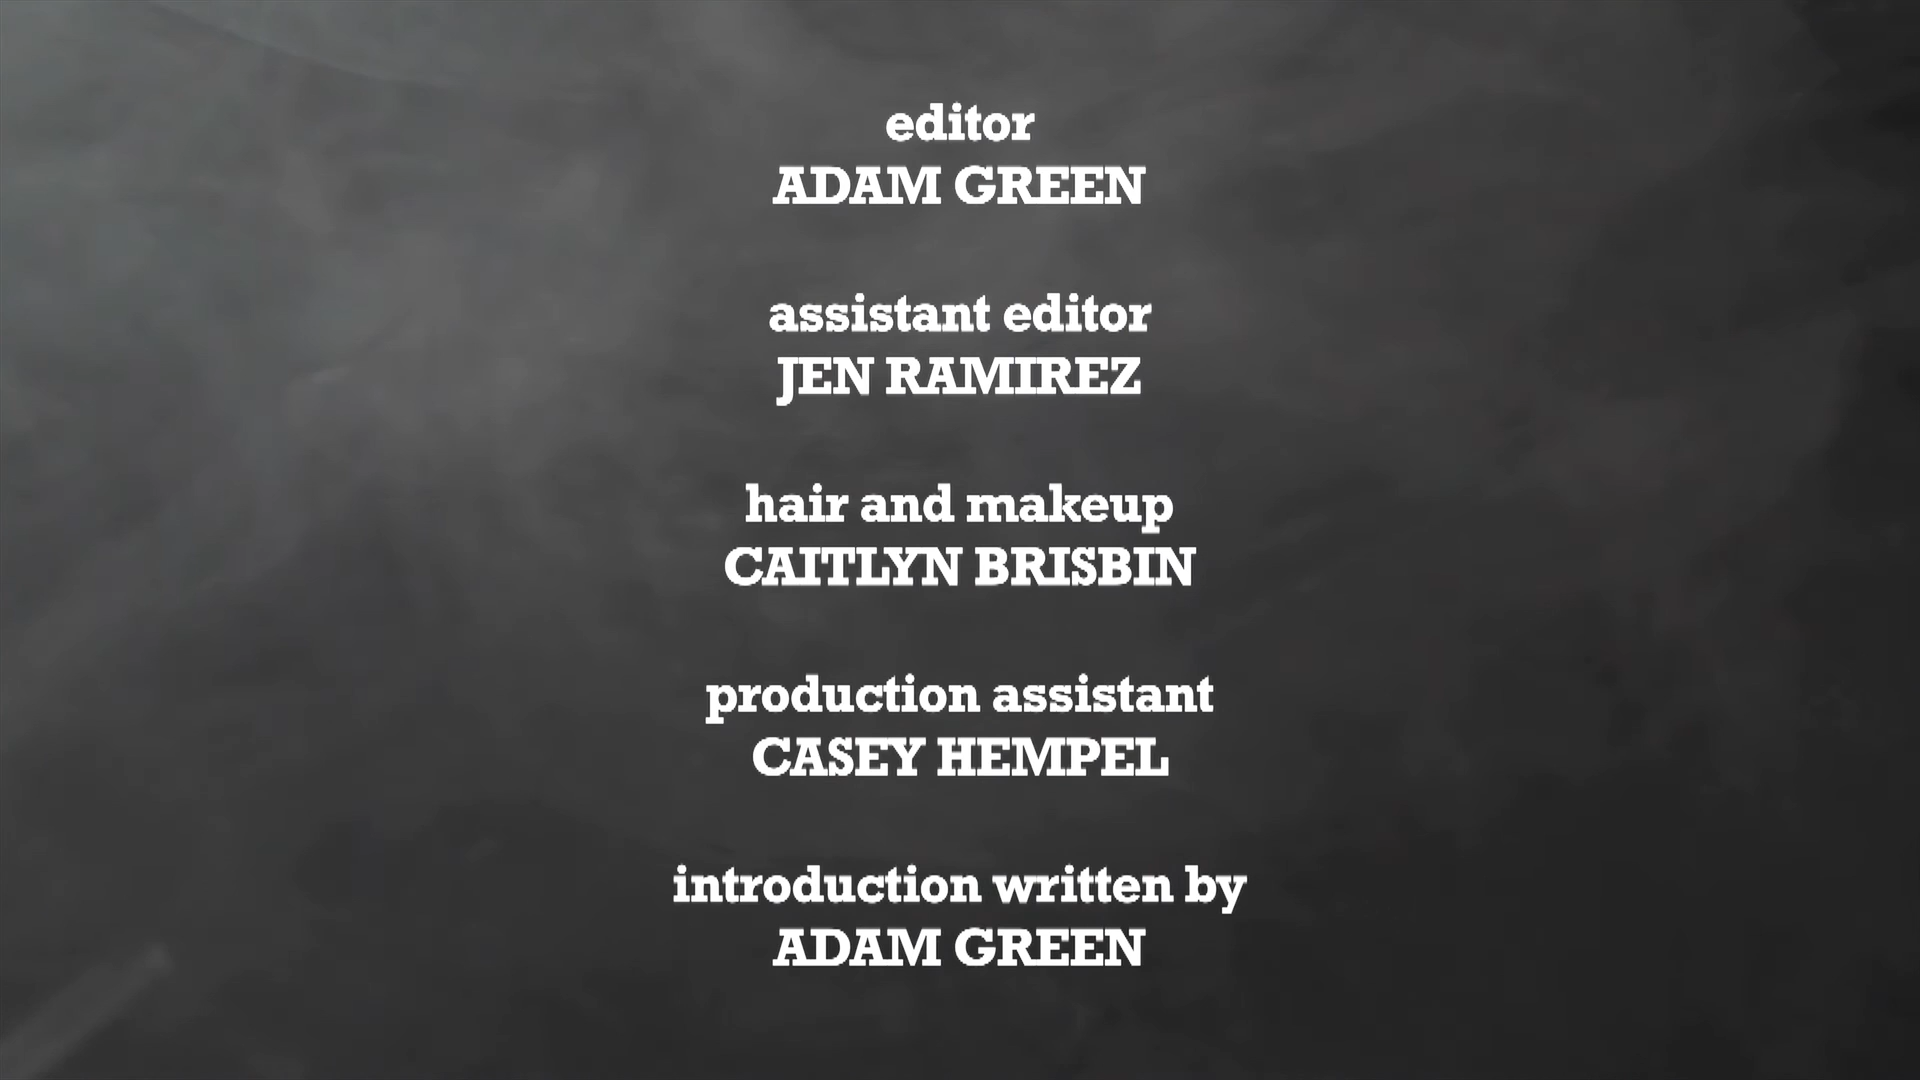 editor
ADAM GREEN
assistant editor
JEN RAMIREZ
hair and makeup
CAITLYN BRISBIN
production assistant
CASEY HEMPEL
introduction written by
ADAM GREEN